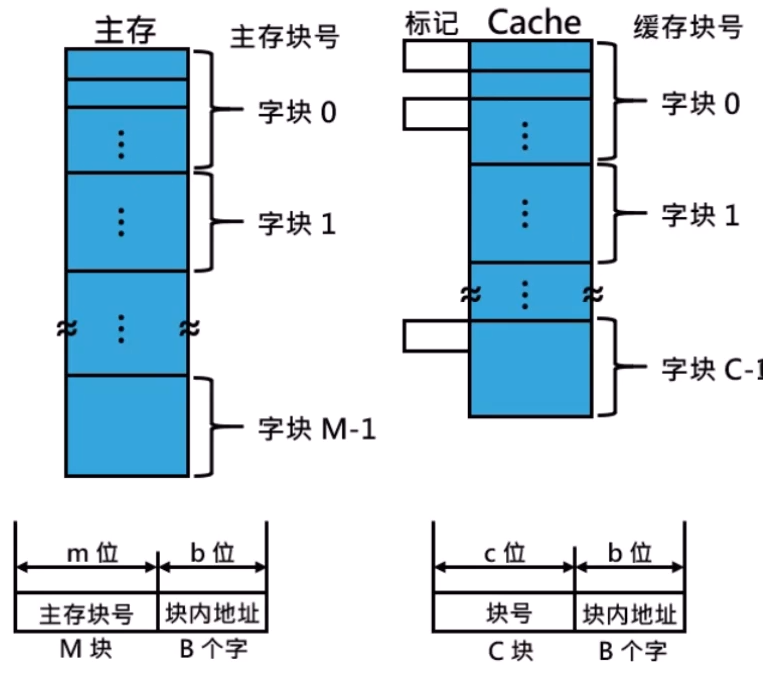 主存
主存块号
字块 0
字块 1
字块 M-1
标记
Cache
缓存块号
字块 0
字块 1
字块 C-1
m 位
b 位
主存块号
块内地址
M 块
B 个字
c 位
b 位
块号
块内地址
C 块
B 个字